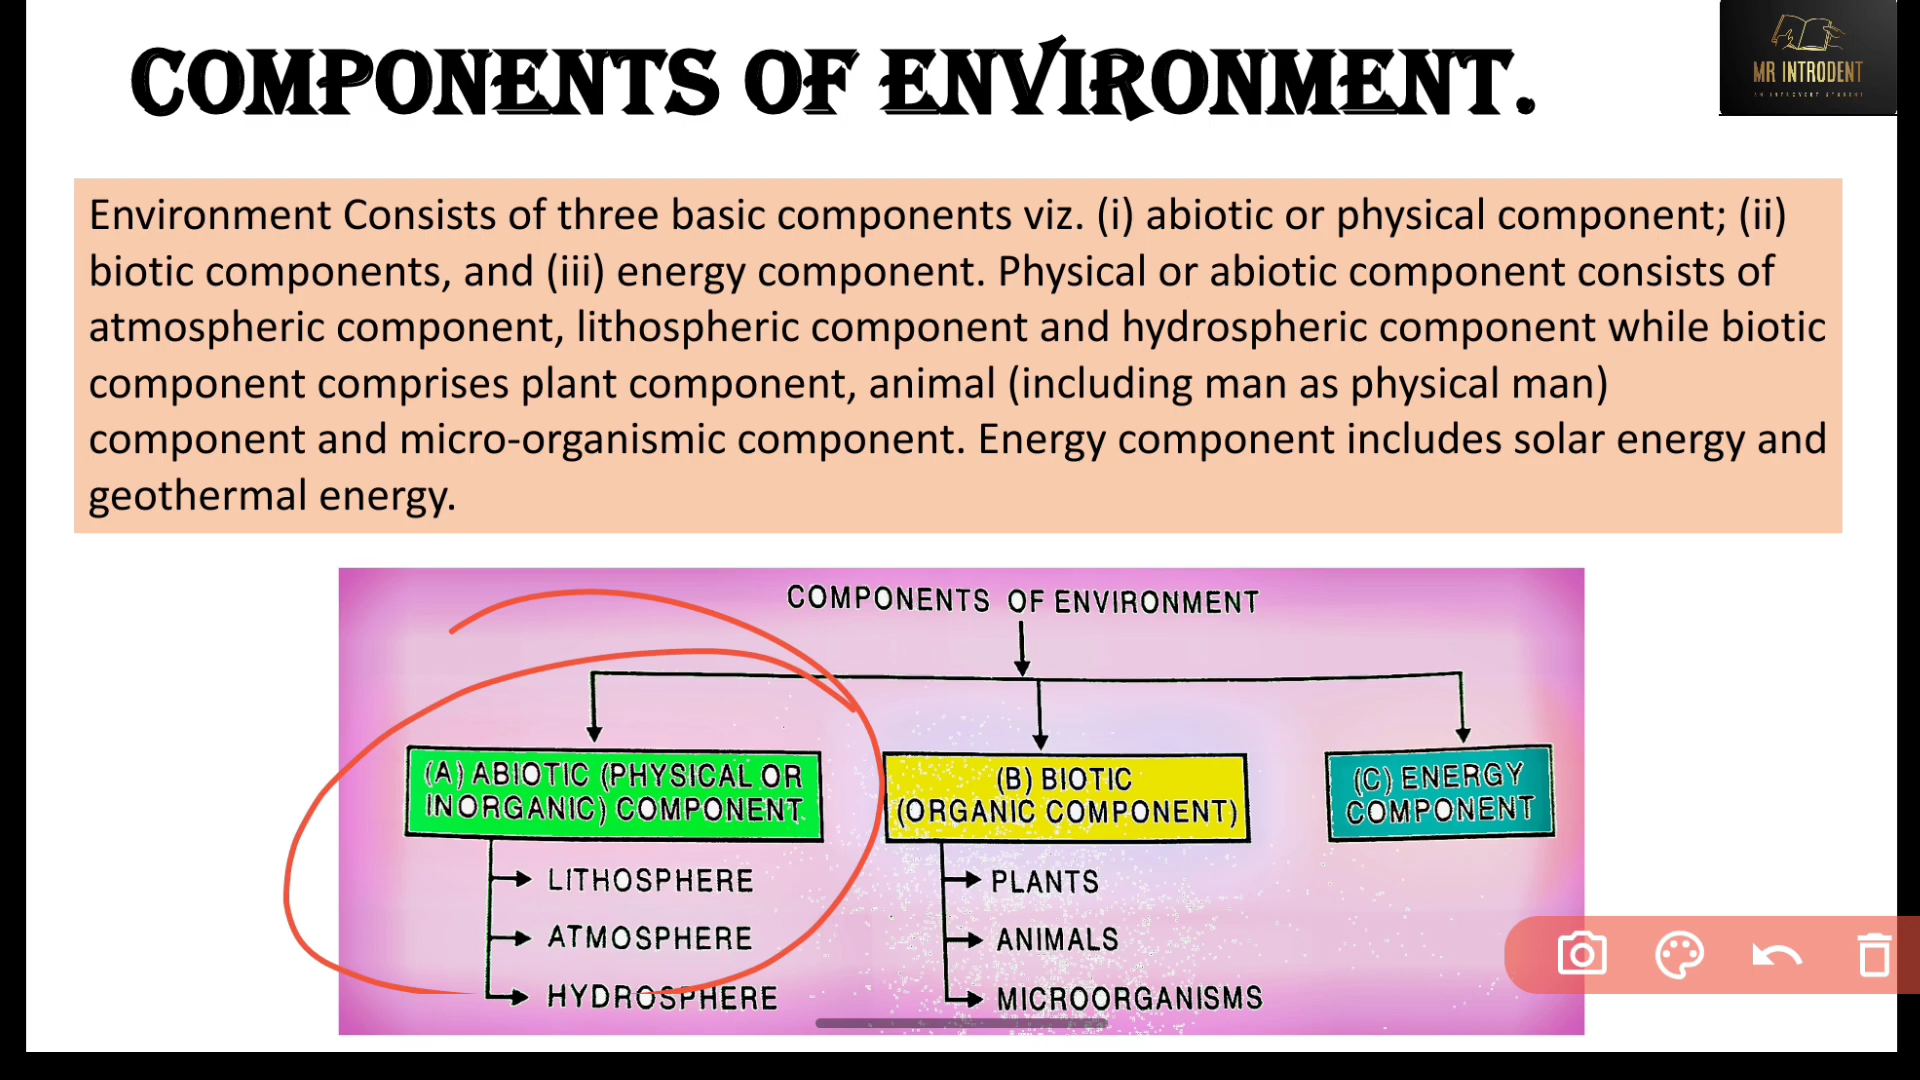 COMPONENTS OF ENVIRONMENT.
MR INTRODENT
AN INTROVERT STUDENT
Environment Consists of three basic components viz. (i) abiotic or physical component; (ii)
biotic components, and (iii) energy component. Physical or abiotic component consists of
atmospheric component, lithospheric component and hydrospheric component while biotic
component comprises plant component, animal (including man as physical man)
component and micro-organismic component. Energy component includes solar energy and
geothermal energy.
COMPONENTS OF ENVIRONMENT
(A) ABIOTIC (PHYSICAL OR
INORGANIC) COMPONENT
LITHOSPHERE
ATMOSPHERE
HYDROSPHERE
(B) BIOTIC
(ORGANIC COMPONENT)
PLANTS
ANIMALS
MICROORGANISMS
(C) ENERGY
COMPONENT